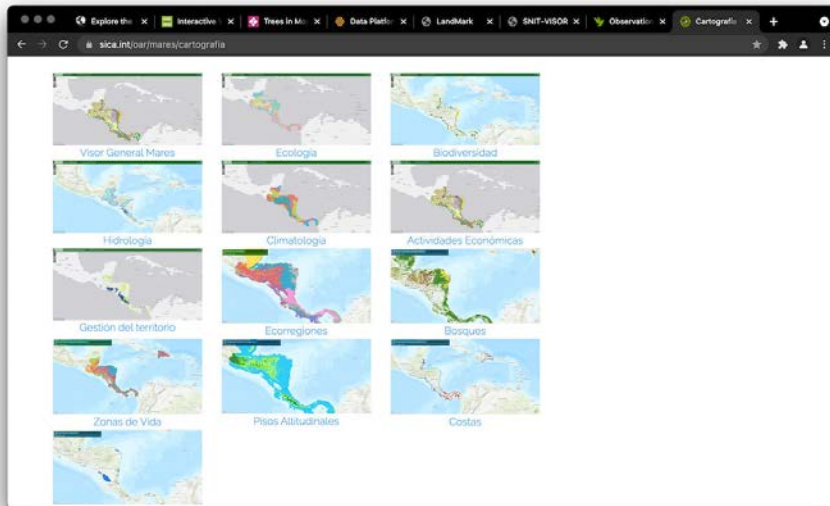 Explore the
Interactive
Trees in Mo
Data Platfor
LandMark
SNIT-VISOR
Observation
Cartografía
sica.int/oar/mares/cartografia
Visor General Mares
Ecología
Biodiversidad
Hidrología
Climatología
Actividades Económicas
Gestión del territorio
Ecorregiones
Bosques
Zonas de Vida
Pisos Altitudinales
Costas